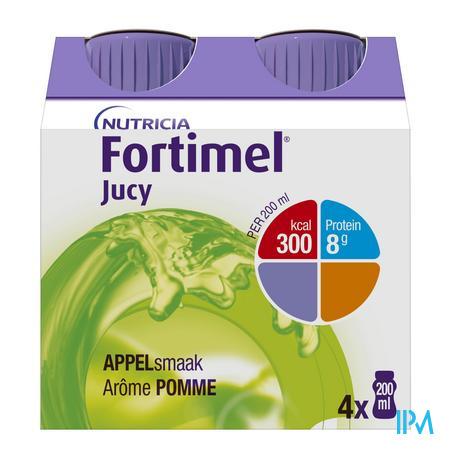 NUTRICIA
Fortimel®
Jucy
PER 200 ml
kcal
300
Protein
8g
APPELsmaak
Arôme POMME
4x
200
ml
IPM